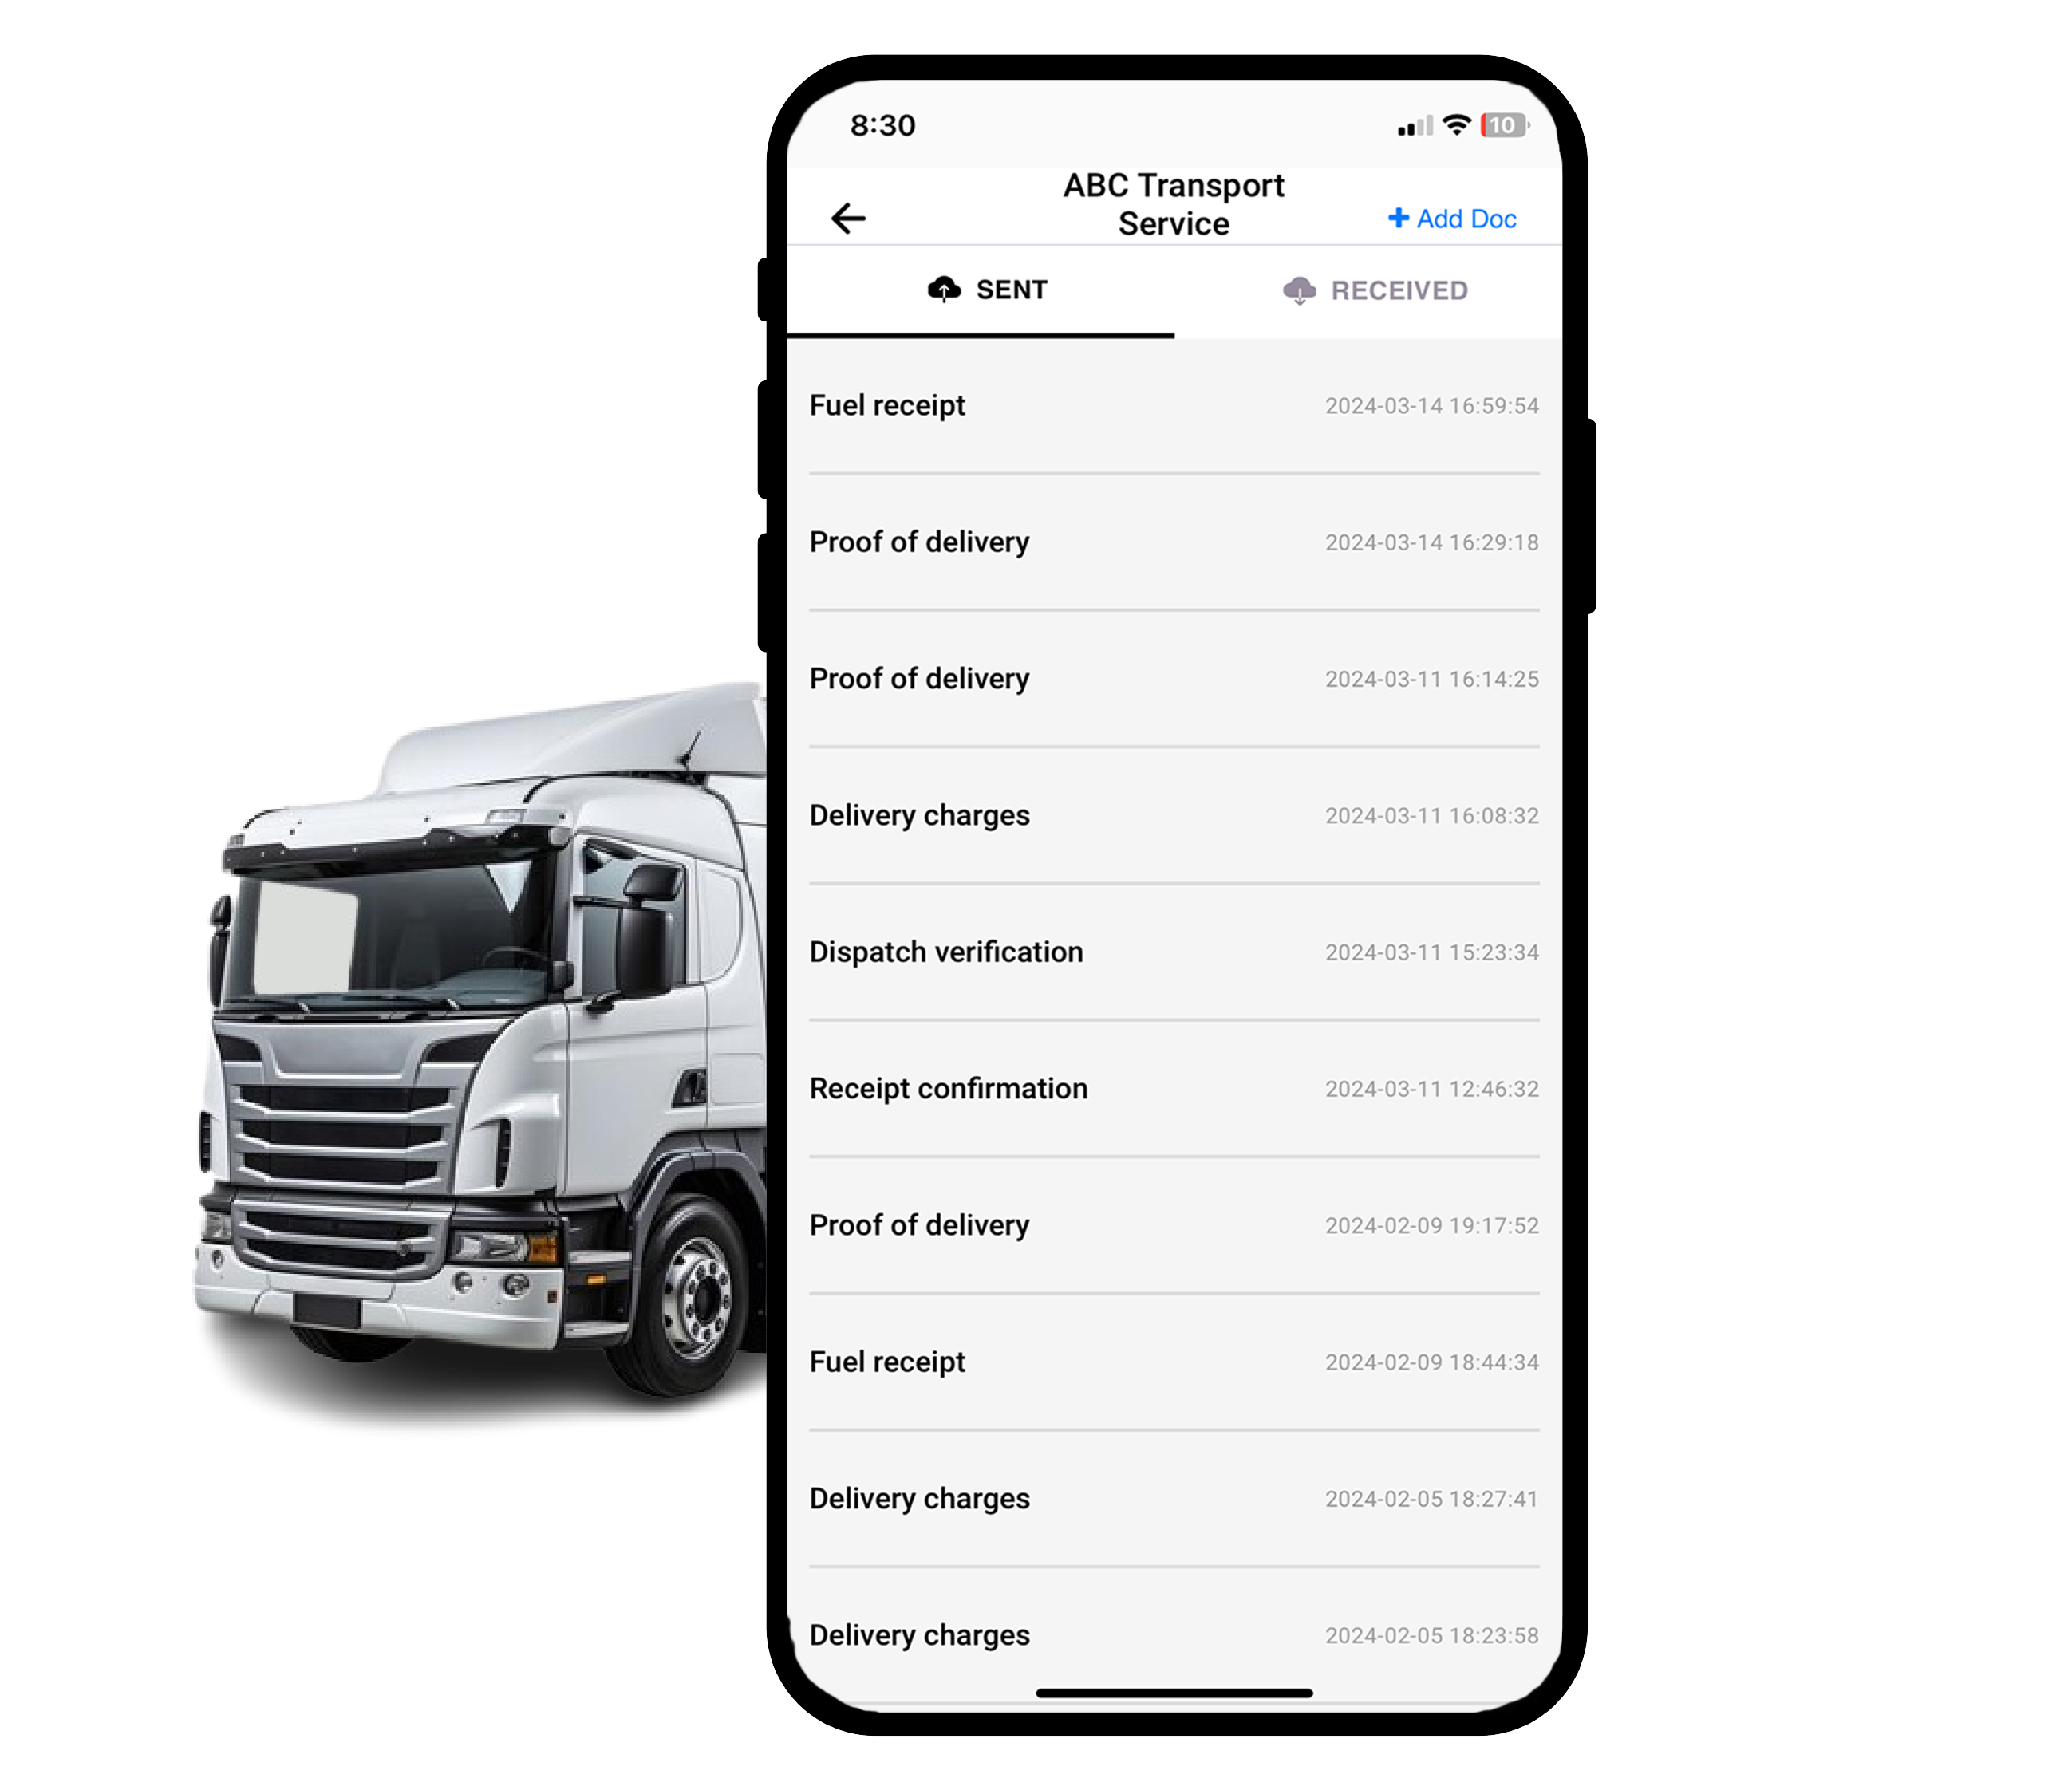 8:30
10
ABC Transport
Service
+ Add Doc
SENT
RECEIVED
Fuel receipt 2024-03-14 16:59:54
Proof of delivery 2024-03-14 16:29:18
Proof of delivery 2024-03-11 16:14:25
Delivery charges 2024-03-11 16:08:32
Dispatch verification 2024-03-11 15:23:34
Receipt confirmation 2024-03-11 12:46:32
Proof of delivery 2024-02-09 19:17:52
Fuel receipt 2024-02-09 18:44:34
Delivery charges 2024-02-05 18:27:41
Delivery charges 2024-02-05 18:23:58